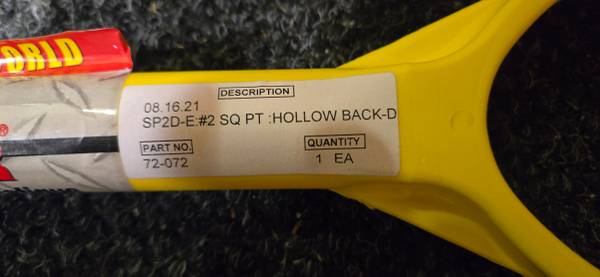 ORLD
®
DESCRIPTION
08.16.21
SP2D-E:#2 SQ PT :HOLLOW BACK-D
PART NO.
72-072
QUANTITY
1 EA